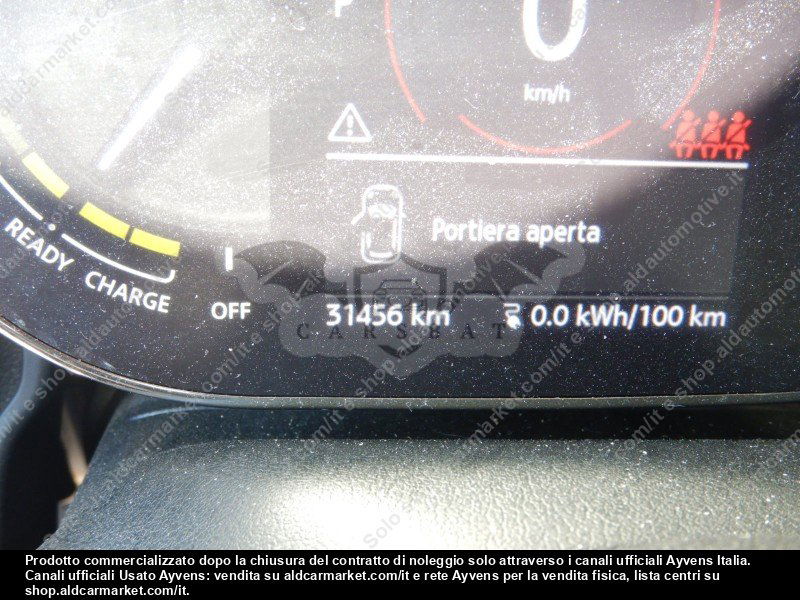 P
0
km/h
Portiera aperta
READY
CHARGE
OFF
31456 km
0.0 kWh/100 km
CARSBAT
Prodotto commercializzato dopo la chiusura del contratto di noleggio solo attraverso i canali ufficiali Ayvens Italia.
Canali ufficiali Usato Ayvens: vendita su aldcarmarket.com/it e rete Ayvens per la vendita fisica, lista centri su
shop.aldcarmarket.com/it.